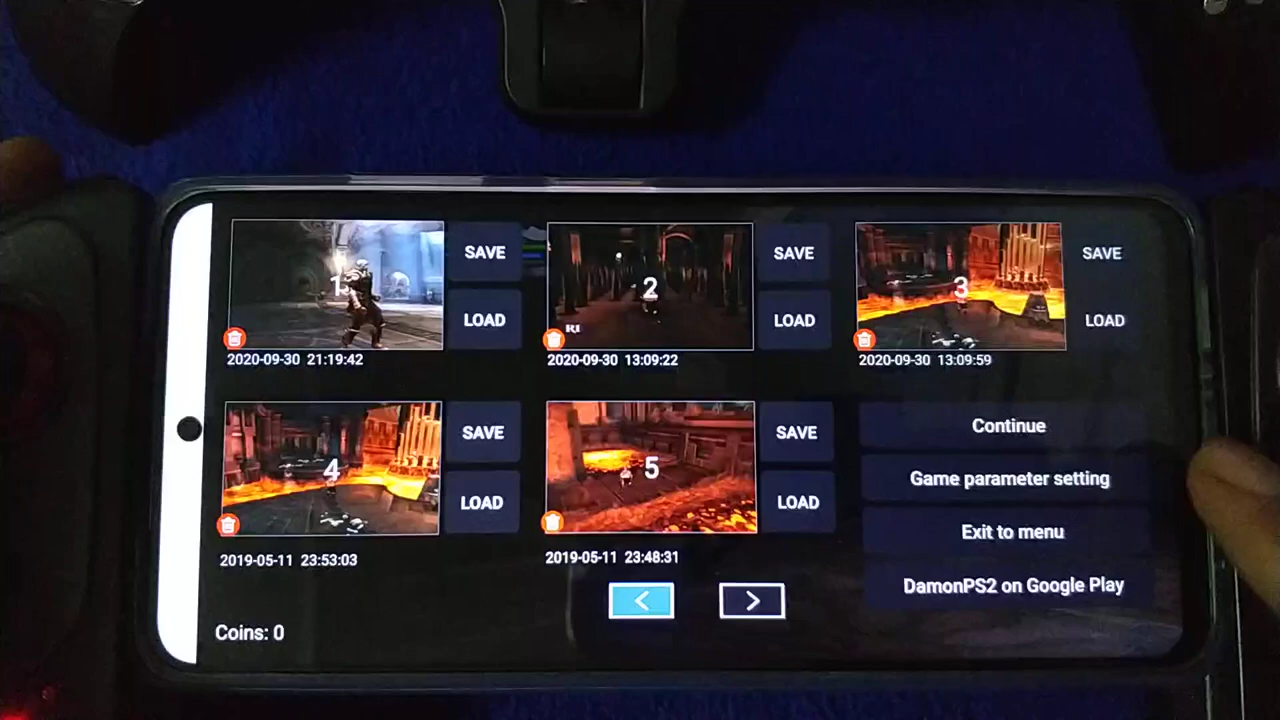 1
SAVE
LOAD
2020-09-30 21:19:42
2
RI
SAVE
LOAD
2020-09-30 13:09:22
3
SAVE
LOAD
2020-09-30 13:09:59
4
SAVE
LOAD
2019-05-11 23:53:03
5
SAVE
LOAD
2019-05-11 23:48:31
Continue
Game parameter setting
Exit to menu
DamonPS2 on Google Play
<
>
Coins: 0